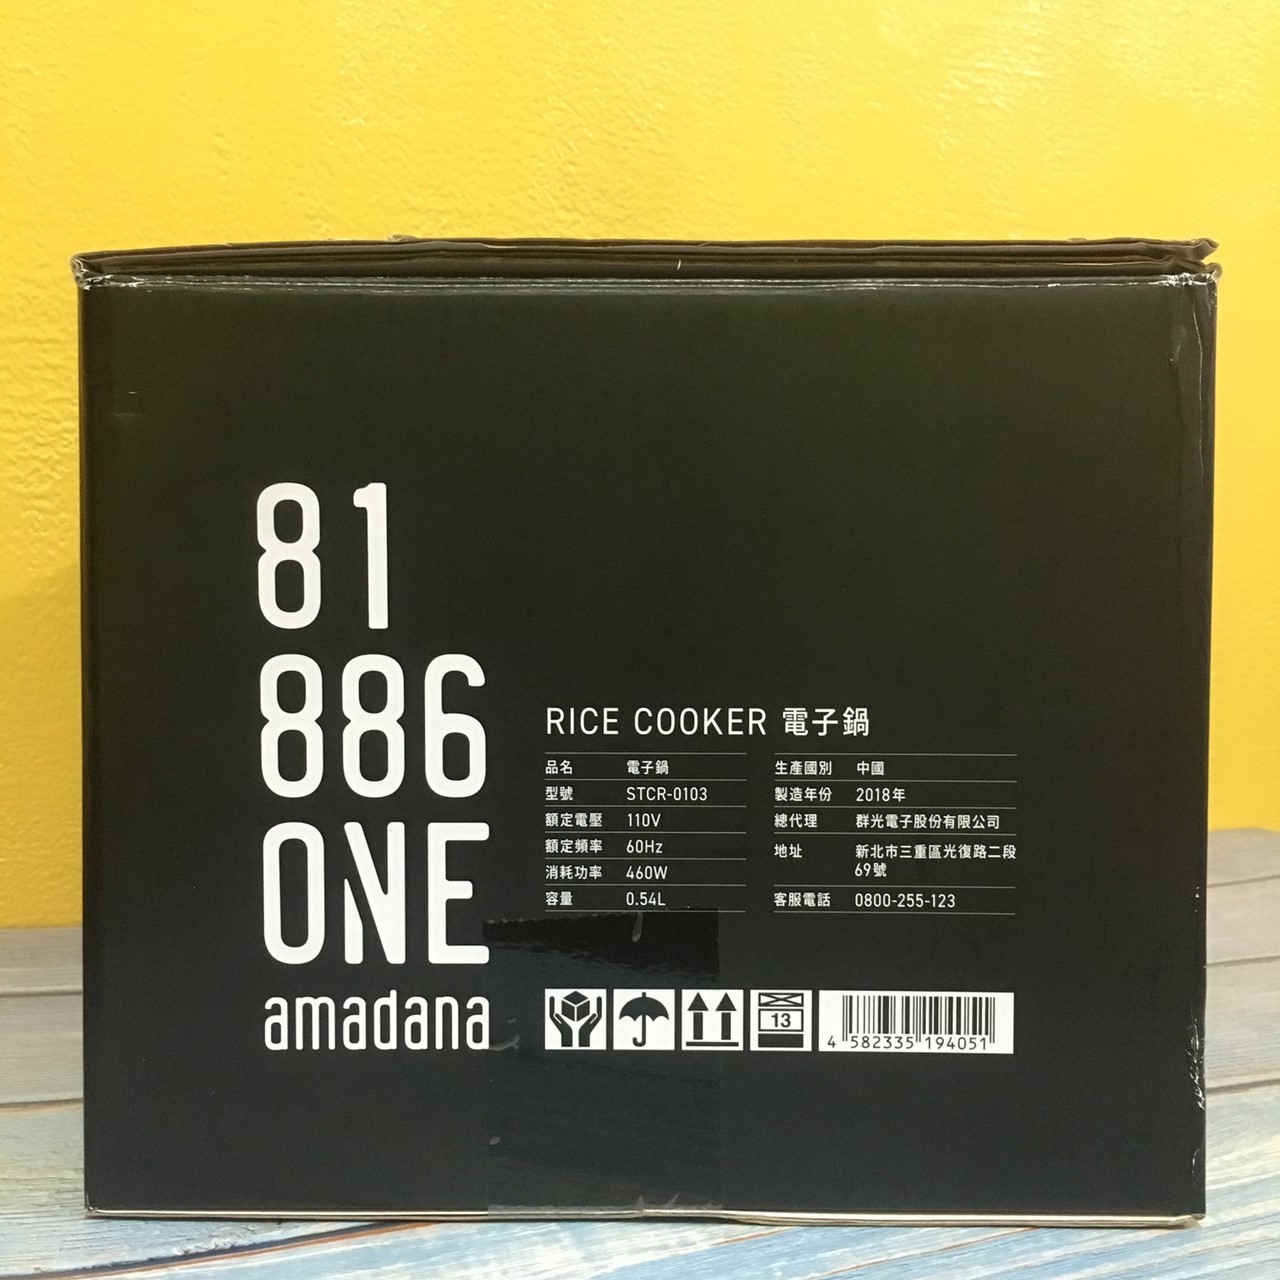 81
886
ONE
amadana
RICE COOKER 電子鍋
品名 電子鍋
型號 STCR-0103
額定電壓 110V
額定頻率 60Hz
消耗功率 460W
容量 0.54L
生產國別 中國
製造年份 2018年
總代理 群光電子股份有限公司
地址 新北市三重區光復路二段
69號
客服電話 0800-255-123
13
4 582335 194051